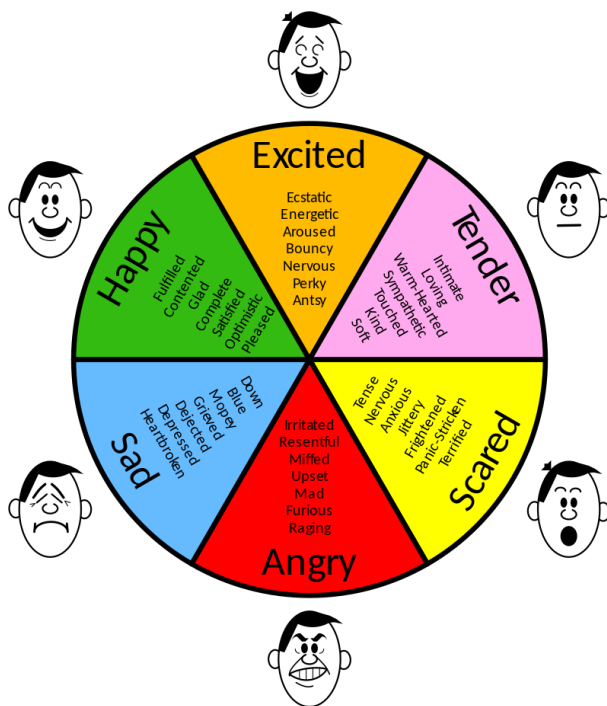 Excited
Ecstatic
Energetic
Aroused
Bouncy
Nervous
Perky
Antsy
Tender
Intimate
Loving
Warm-Hearted
Sympathetic
Touched
Kind
Soft
Scared
Tense
Nervous
Anxious
Jittery
Frightened
Panic-Stricken
Terrified
Angry
Irritated
Resentful
Miffed
Upset
Mad
Furious
Raging
Sad
Down
Blue
Mopey
Grieved
Dejected
Depressed
Heartbroken
Happy
Fulfilled
Contented
Glad
Complete
Satisfied
Optimistic
Pleased